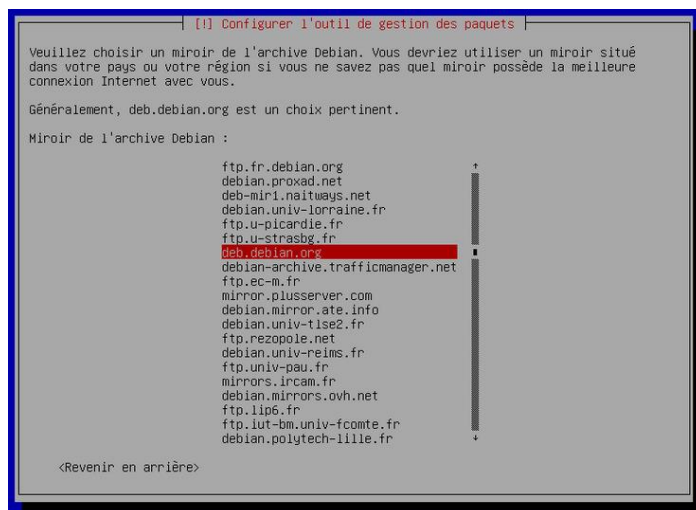 [!] Configurer l'outil de gestion des paquets
Veuillez choisir un miroir de l'archive Debian. Vous devriez utiliser un miroir situé
dans votre pays ou votre région si vous ne savez pas quel miroir possède la meilleure
connexion Internet avec vous.
Généralement, deb.debian.org est un choix pertinent.
Miroir de l'archive Debian :
ftp.fr.debian.org
debian.proxad.net
deb-mir1.naitways.net
debian.univ-lorraine.fr
ftp.u-picardie.fr
ftp.u-strasbg.fr
deb.debian.org
debian-archive.trafficmanager.net
ftp.ec-m.fr
mirror.plusserver.com
debian.mirror.ate.info
debian.univ-tlse2.fr
ftp.rezopole.net
debian.univ-reims.fr
ftp.univ-pau.fr
mirrors.ircam.fr
debian.mirrors.ovh.net
ftp.lip6.fr
ftp.iut-bm.univ-fcomte.fr
debian.polytech-lille.fr
<Revenir en arrière>